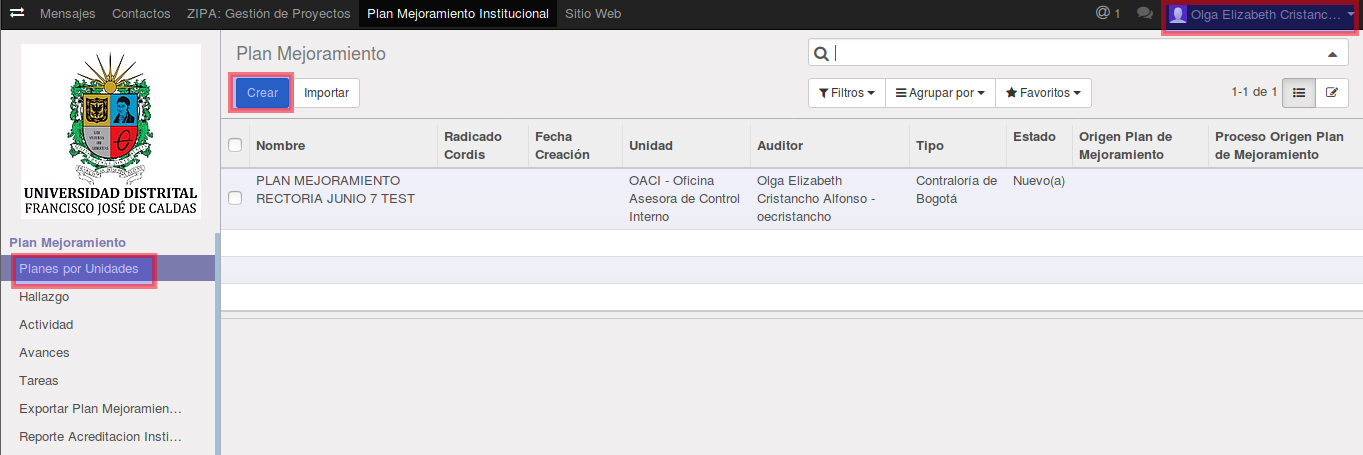 Mensajes Contactos ZIPA: Gestión de Proyectos Plan Mejoramiento Institucional Sitio Web @ 1 Olga Elizabeth Cristanc...
UNIVERSIDAD DISTRITAL
FRANCISCO JOSÉ DE CALDAS
Plan Mejoramiento
Planes por Unidades
Hallazgo
Actividad
Avances
Tareas
Exportar Plan Mejoramien...
Reporte Acreditacion Insti...
Plan Mejoramiento
Crear Importar
Filtros Agrupar por Favoritos 1-1 de 1
Nombre
Radicado
Cordis
Fecha
Creación
Unidad
Auditor
Tipo
Estado
Origen Plan de
Mejoramiento
Proceso Origen Plan
de Mejoramiento
PLAN MEJORAMIENTO
RECTORIA JUNIO 7 TEST
OACI - Oficina
Asesora de Control
Interno
Olga Elizabeth
Cristancho Alfonso -
oecristancho
Contraloría de
Bogotá
Nuevo(a)